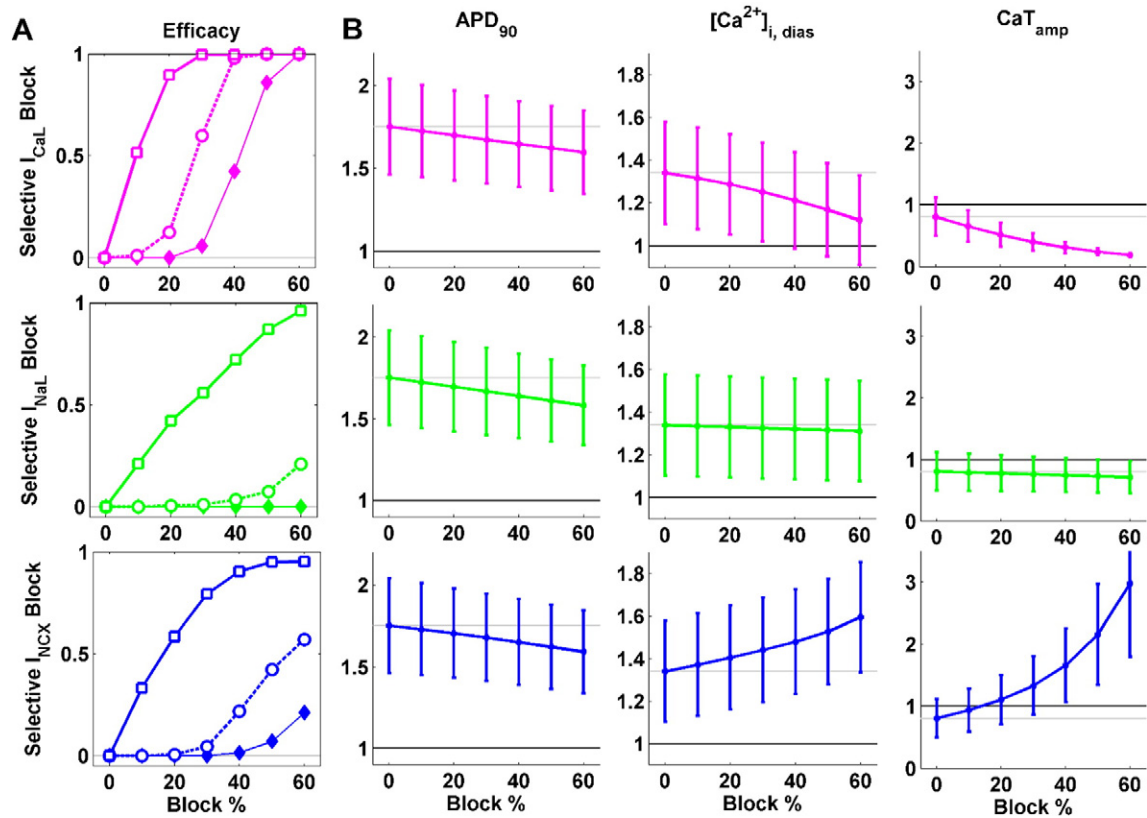 A
Efficacy
B
APD90
[Ca2+]i, dias
CaTamp
Selective ICaL Block
1
0.5
0
0 20 40 60
2
1.5
1
0 20 40 60
1.8
1.6
1.4
1.2
1
0 20 40 60
3
2
1
0
0 20 40 60
Selective INaL Block
1
0.5
0
0 20 40 60
2
1.5
1
0 20 40 60
1.8
1.6
1.4
1.2
1
0 20 40 60
3
2
1
0
0 20 40 60
Selective INCX Block
1
0.5
0
0 20 40 60
Block %
2
1.5
1
0 20 40 60
Block %
1.8
1.6
1.4
1.2
1
0 20 40 60
Block %
3
2
1
0
0 20 40 60
Block %